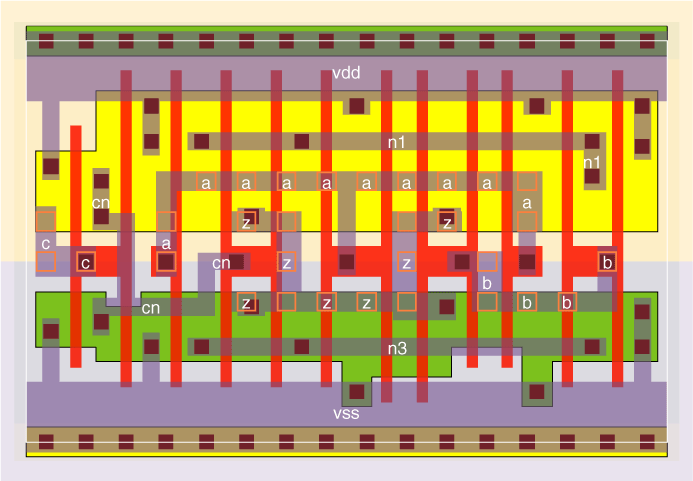 vdd
n1
n1
a a a a a a a a
cn a
z z
c a
c cn z z b
b
z z z b b
cn
n3
vss